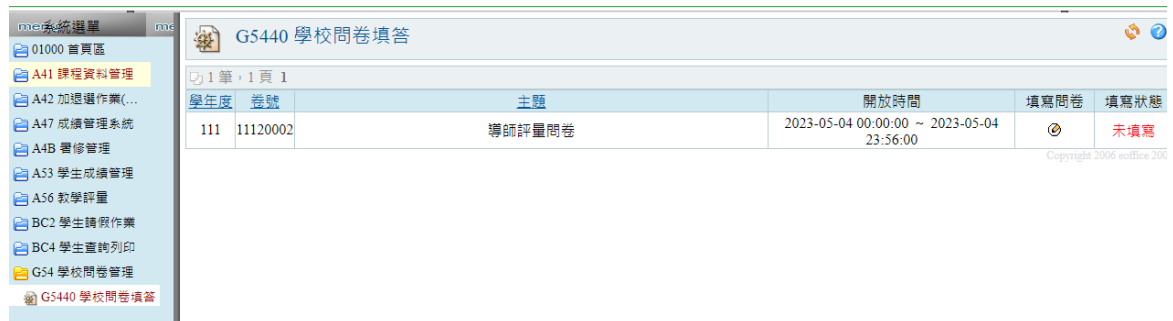 系統選單
01000 首頁區
A41 課程資料管理
A42 加退選作業(...
A47 成績管理系統
A4B 暑修管理
A53 學生成績管理
A56 教學評量
BC2 學生請假作業
BC4 學生查詢列印
G54 學校問卷管理
G5440 學校問卷填答
G5440 學校問卷填答
1 筆，1 頁 1
學年度 卷號 主題 開放時間 填寫問卷 填寫狀態
111 11120002 導師評量問卷 2023-05-04 00:00:00 ~ 2023-05-04 未填寫
23:56:00
Copyright 2006 eoffice 200